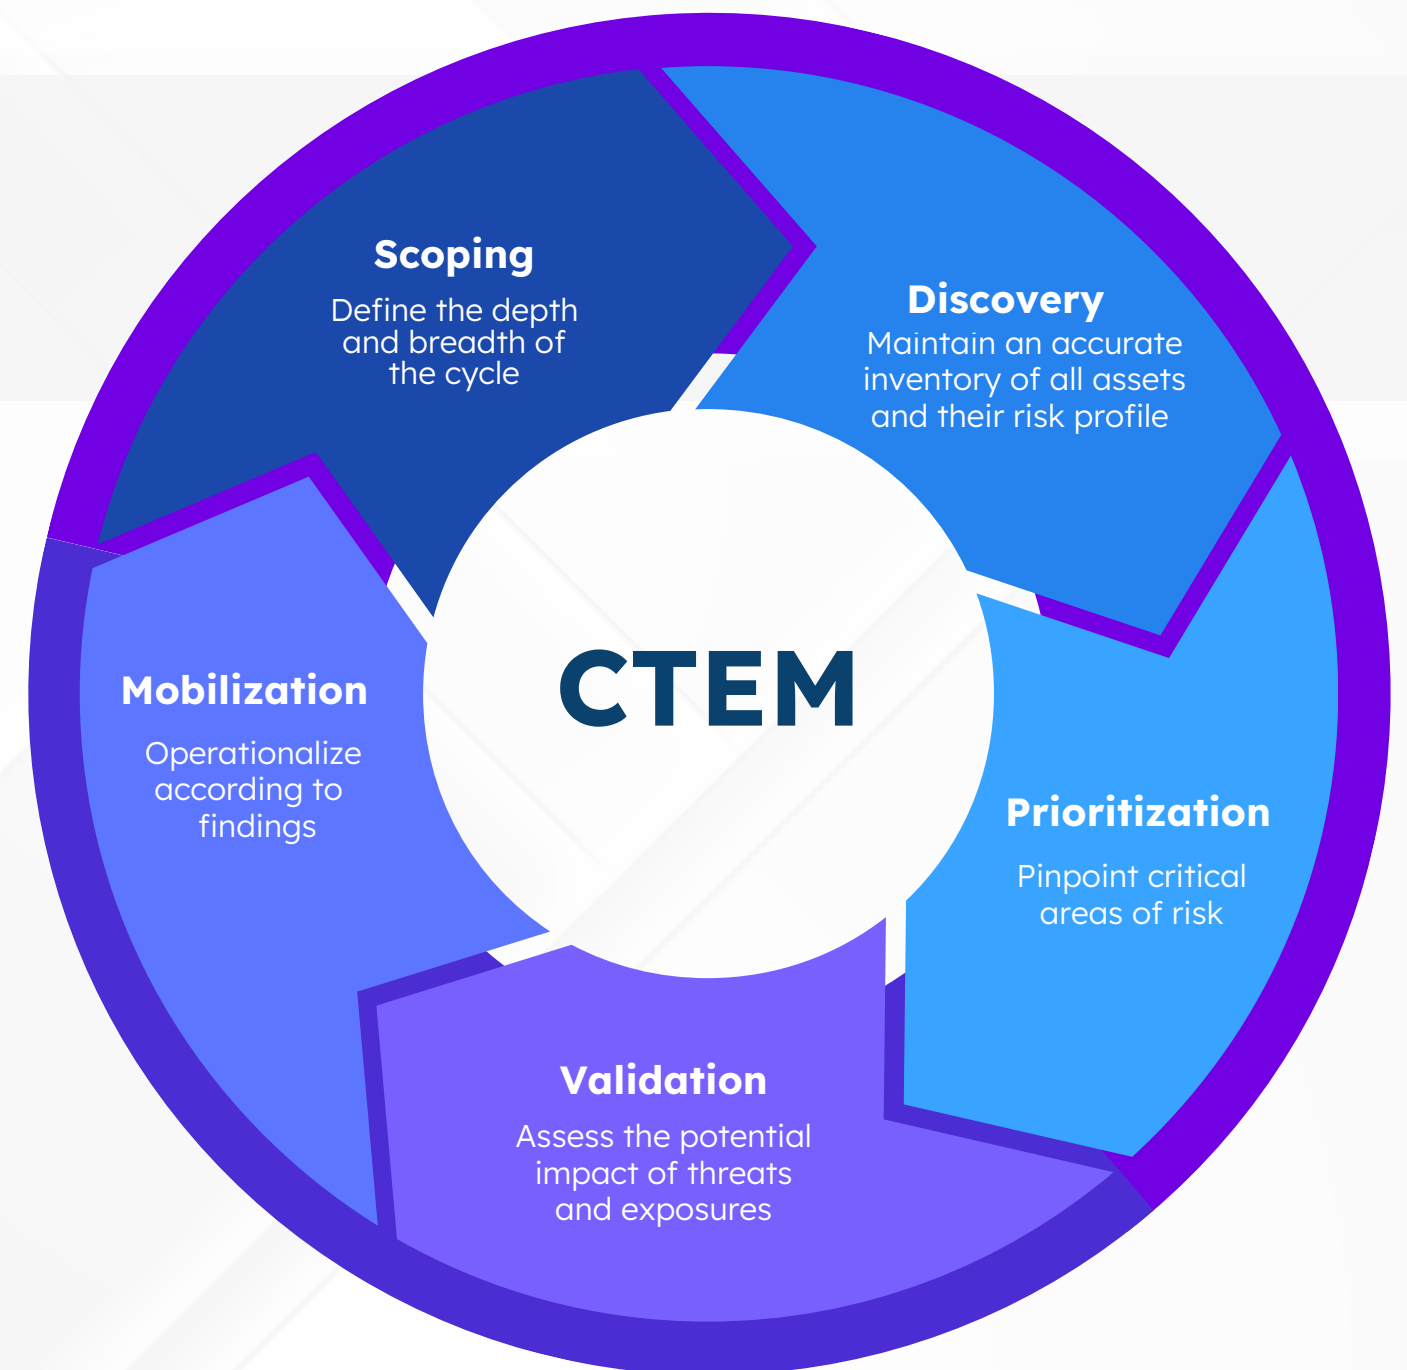 Scoping
Define the depth
and breadth of
the cycle
Discovery
Maintain an accurate
inventory of all assets
and their risk profile
Prioritization
Pinpoint critical
areas of risk
Validation
Assess the potential
impact of threats
and exposures
Mobilization
Operationalize
according to
findings
CTEM